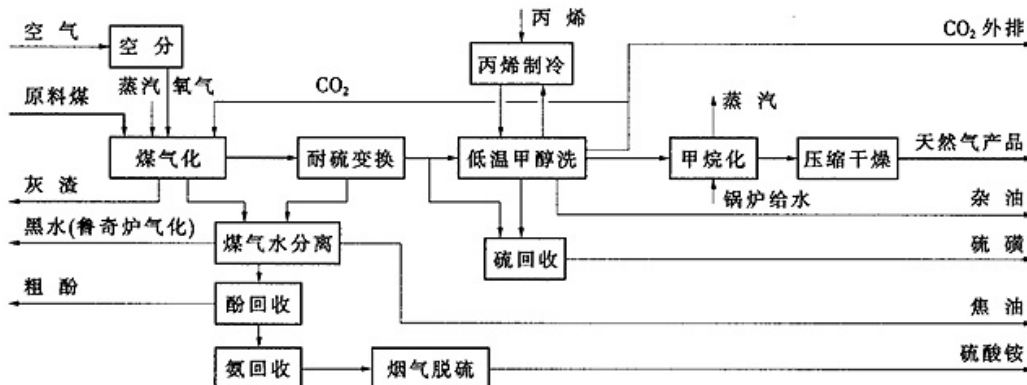 空气
空分
丙烯
CO₂外排
丙烯制冷
蒸汽
氧气
CO₂
原料煤
蒸汽
煤气化
耐硫变换
低温甲醇洗
甲烷化
压缩干燥
天然气产品
灰渣
锅炉给水
杂油
黑水(鲁奇炉气化)
煤气水分离
硫回收
硫磺
粗酚
酚回收
焦油
氨回收
烟气脱硫
硫酸铵